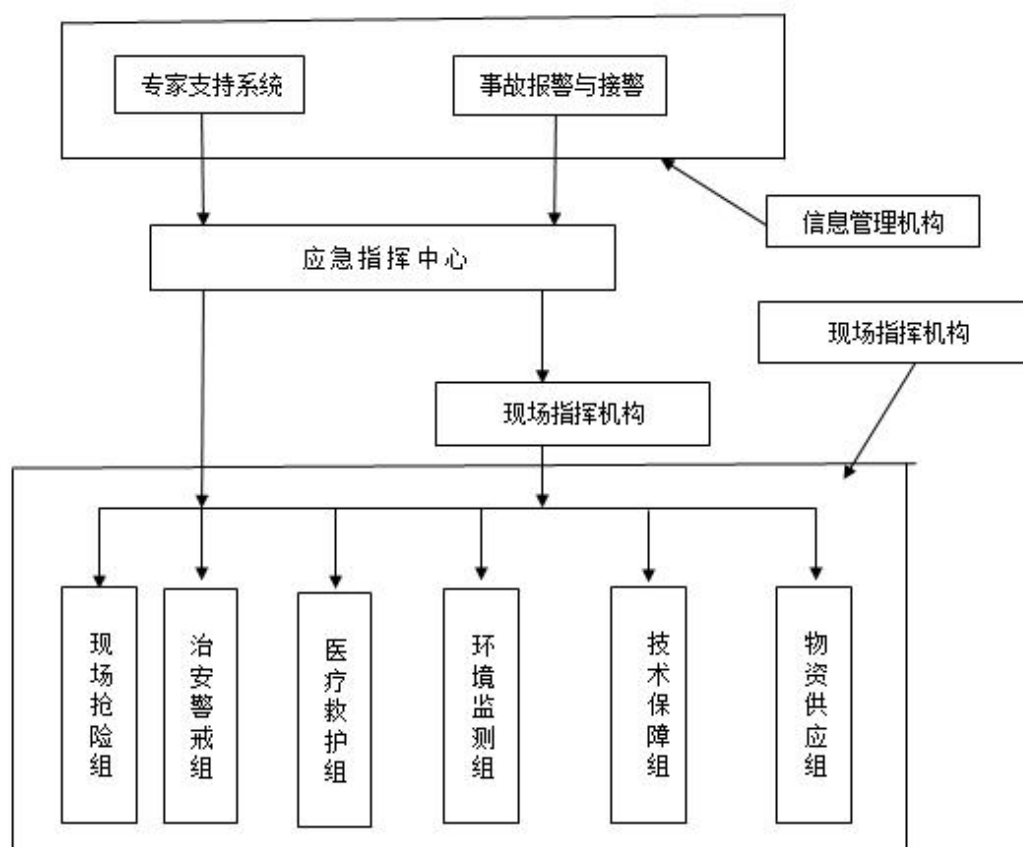 专家支持系统
事故报警与接警
信息管理机构
应急指挥中心
现场指挥机构
现场指挥机构
现场抢险组
治安警戒组
医疗救护组
环境监测组
技术保障组
物资供应组